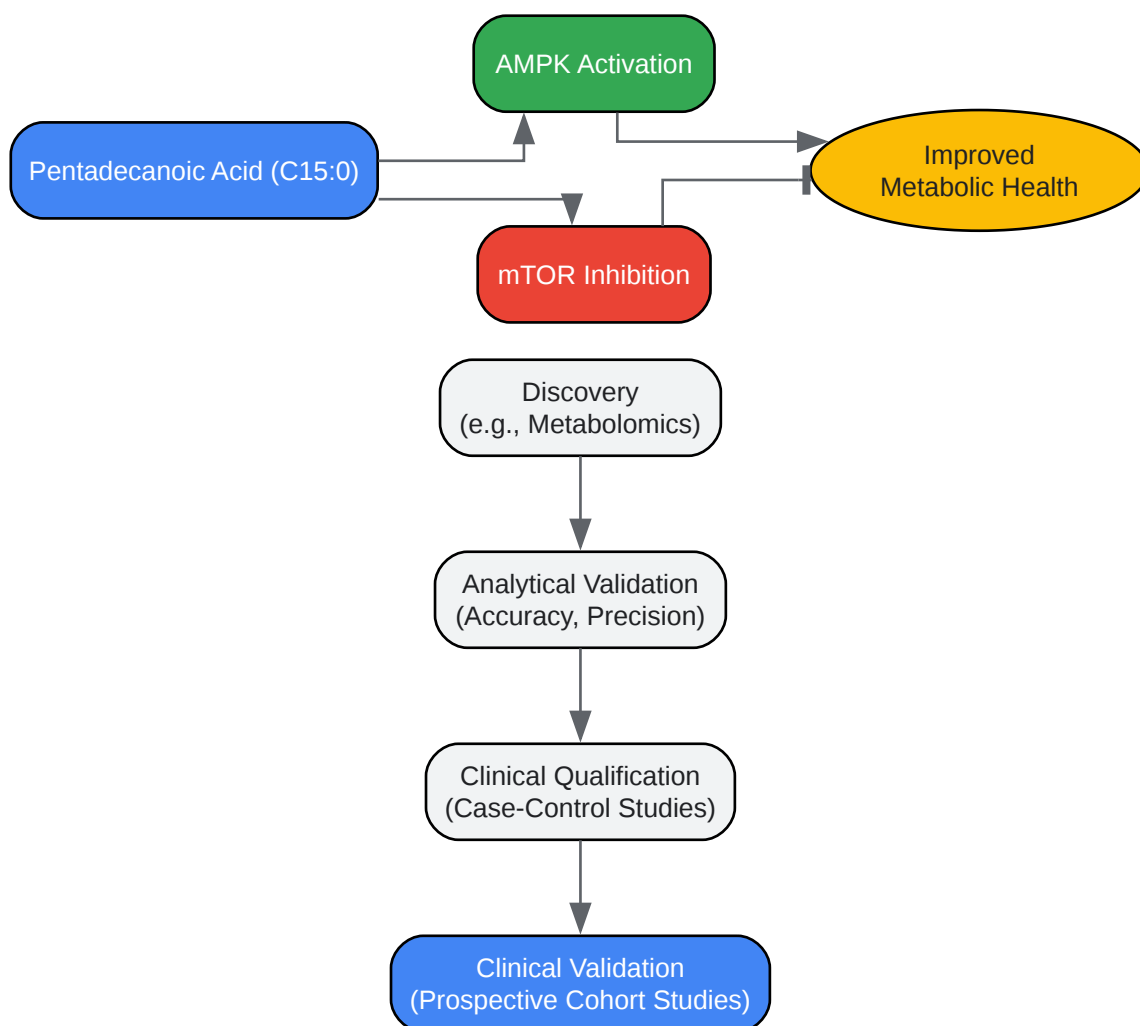 AMPK Activation
Pentadecanoic Acid (C15:0)
Improved
Metabolic Health
mTOR Inhibition
Discovery
(e.g., Metabolomics)
Analytical Validation
(Accuracy, Precision)
Clinical Qualification
(Case-Control Studies)
Clinical Validation
(Prospective Cohort Studies)